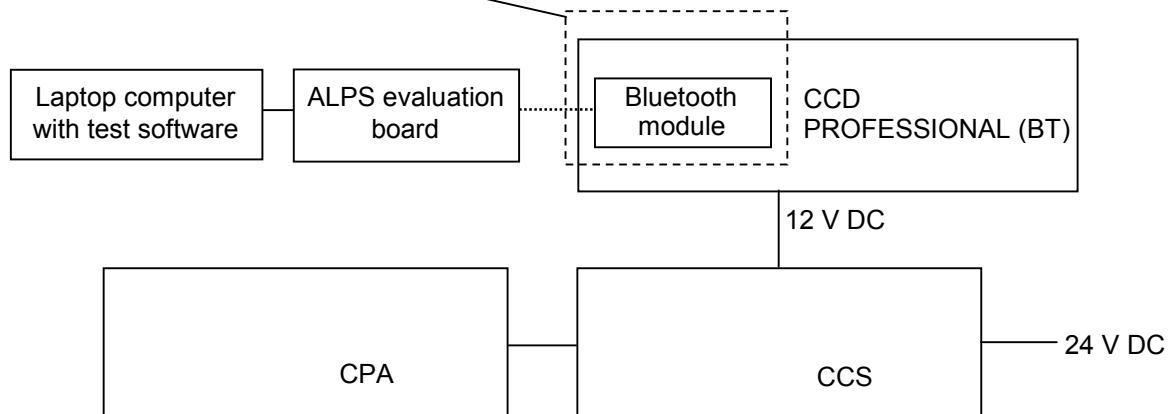 Laptop computer
with test software
ALPS evaluation
board
Bluetooth
module
CCD
PROFESSIONAL (BT)
12 V DC
24 V DC
CPA
CCS